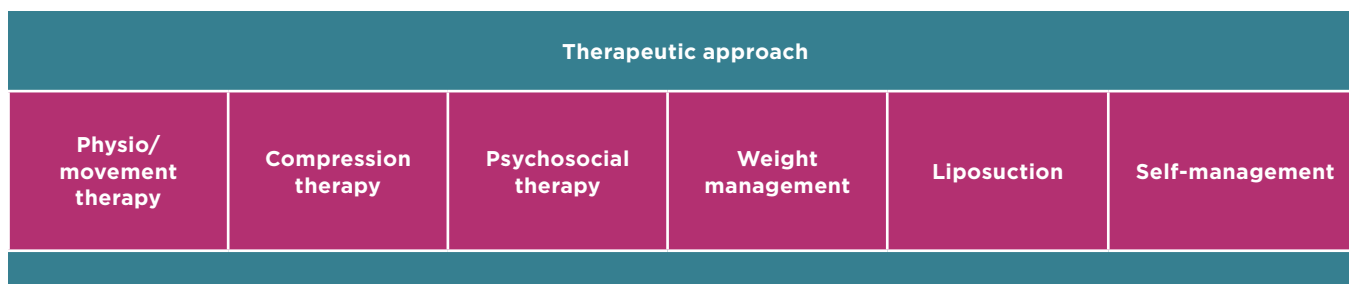 Therapeutic approach
Physio/
movement
therapy
Compression
therapy
Psychosocial
therapy
Weight
management
Liposuction
Self-management